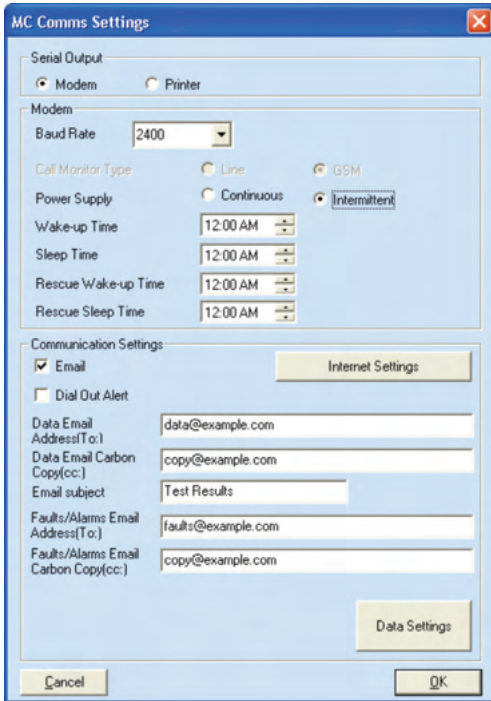 MC Comms Settings
Serial Output
Modem Printer
Modem
Baud Rate 2400
Call Monitor Type Line GSM
Power Supply Continuous Intermittent
Wake-up Time 12:00 AM
Sleep Time 12:00 AM
Rescue Wake-up Time 12:00 AM
Rescue Sleep Time 12:00 AM
Communication Settings
Email Internet Settings
Dial Out Alert
Data Email
Address(To:) data@example.com
Data Email Carbon
Copy(cc:) copy@example.com
Email subject Test Results
Faults/Alarms Email
Address(To:) faults@example.com
Faults/Alarms Email
Carbon Copy(cc:) copy@example.com
Data Settings
Cancel OK